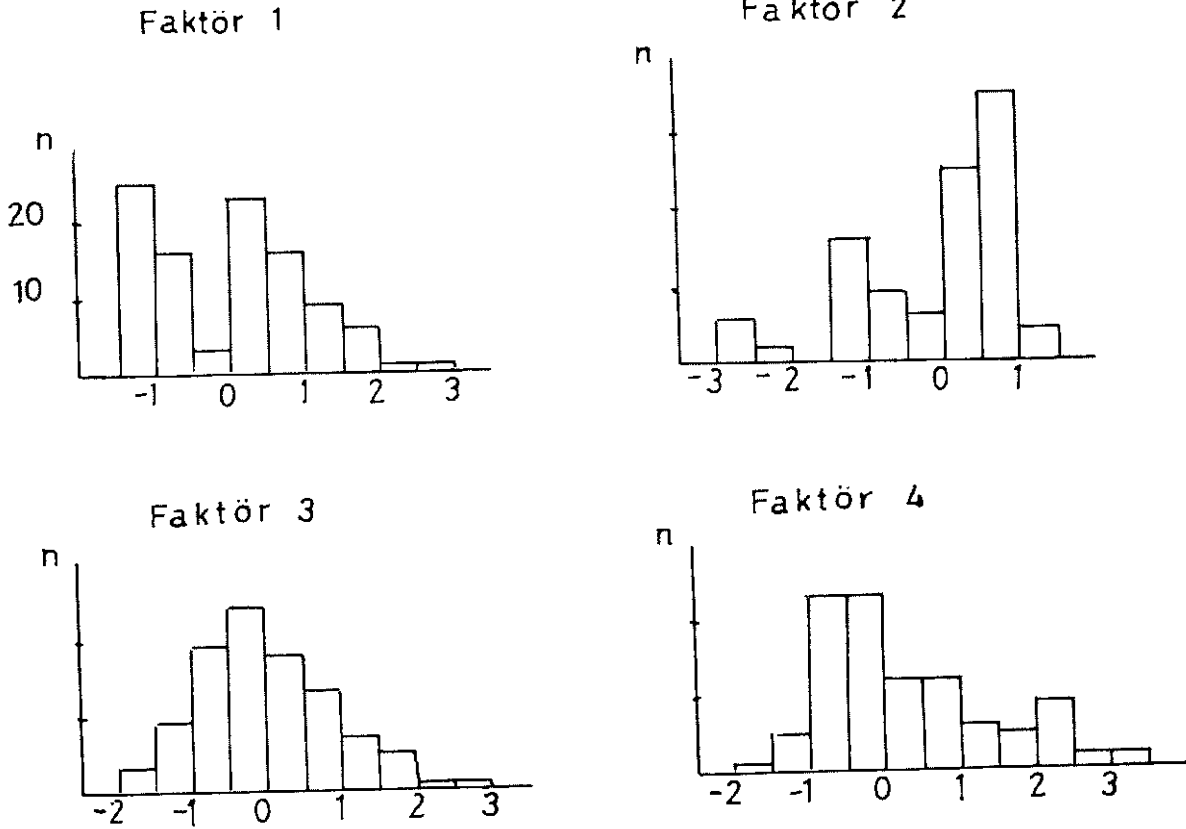 Faktör 1
n
20
10
-1 0 1 2 3
Faktör 2
n
-3 -2 -1 0 1
Faktör 3
n
-2 -1 0 1 2 3
Faktör 4
n
-2 -1 0 1 2 3